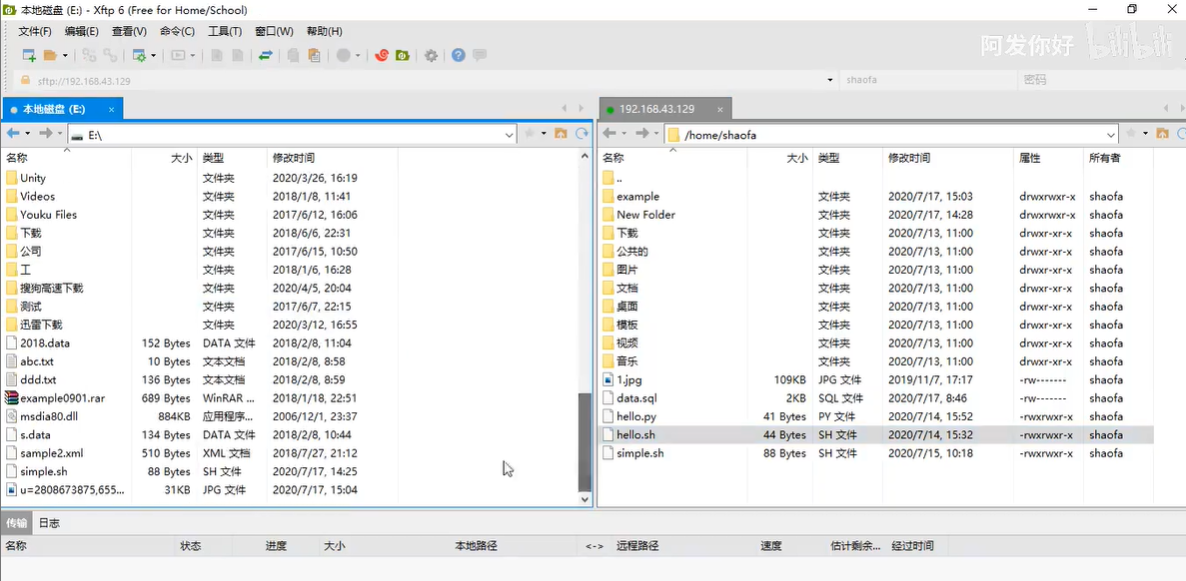 本地磁盘 (E:) - Xftp 6 (Free for Home/School)
文件(F) 编辑(E) 查看(V) 命令(C) 工具(T) 窗口(W) 帮助(H)
阿发你好 bilibili
sftp://192.168.43.129 shaofa 密码
本地磁盘 (E:) × 192.168.43.129 ×
E:\ /home/shaofa
名称 大小 类型 修改时间 名称 大小 类型 修改时间 属性 所有者
Unity 文件夹 2020/3/26, 16:19 ..
Videos 文件夹 2018/1/8, 11:41 example 文件夹 2020/7/17, 15:03 drwxrwxr-x shaofa
Youku Files 文件夹 2017/6/12, 16:06 New Folder 文件夹 2020/7/17, 14:28 drwxrwxr-x shaofa
下载 文件夹 2018/6/6, 22:31 下载 文件夹 2020/7/13, 11:00 drwxr-xr-x shaofa
公司 文件夹 2017/6/15, 10:50 公共的 文件夹 2020/7/13, 11:00 drwxr-xr-x shaofa
工 文件夹 2018/1/6, 16:28 图片 文件夹 2020/7/13, 11:00 drwxr-xr-x shaofa
搜狗高速下载 文件夹 2020/4/5, 20:04 文档 文件夹 2020/7/13, 11:00 drwxr-xr-x shaofa
测试 文件夹 2017/6/7, 22:15 桌面 文件夹 2020/7/13, 11:00 drwxr-xr-x shaofa
迅雷下载 文件夹 2020/3/12, 16:55 模板 文件夹 2020/7/13, 11:00 drwxr-xr-x shaofa
2018.data 152 Bytes DATA 文件 2018/2/8, 11:04 视频 文件夹 2020/7/13, 11:00 drwxr-xr-x shaofa
abc.txt 10 Bytes 文本文档 2018/2/8, 8:58 音乐 文件夹 2020/7/13, 11:00 drwxr-xr-x shaofa
ddd.txt 136 Bytes 文本文档 2018/2/8, 8:59 1.jpg 109KB JPG 文件 2019/11/7, 17:17 -rw------- shaofa
example0901.rar 689 Bytes WinRAR ... 2018/1/18, 22:51 data.sql 2KB SQL 文件 2020/7/17, 8:46 -rw------- shaofa
msdia80.dll 884KB 应用程序... 2006/12/1, 23:37 hello.py 41 Bytes PY 文件 2020/7/14, 15:52 -rwxrwxr-x shaofa
s.data 134 Bytes DATA 文件 2018/2/8, 10:44 hello.sh 44 Bytes SH 文件 2020/7/14, 15:32 -rwxrwxr-x shaofa
sample2.xml 510 Bytes XML 文档 2018/7/27, 21:12 simple.sh 88 Bytes SH 文件 2020/7/15, 10:18 -rwxrwxr-x shaofa
simple.sh 88 Bytes SH 文件 2020/7/17, 14:25
u=2808673875,655... 31KB JPG 文件 2020/7/17, 15:04
传输 日志
名称 状态 进度 大小 本地路径 <-> 远程路径 速度 估计剩余... 经过时间